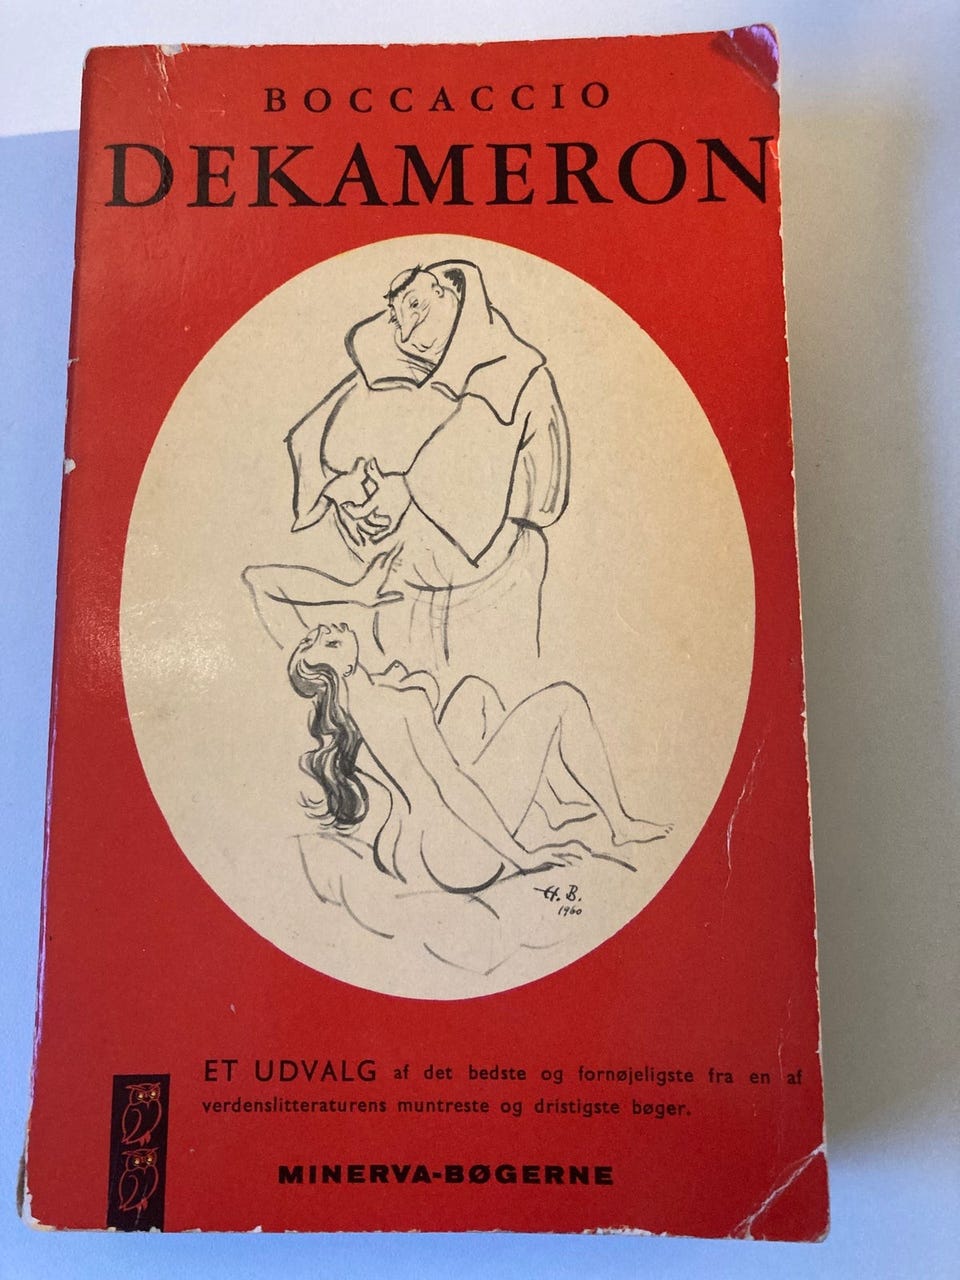 BOCCACCIO
DEKAMERON
H. B.
1960
ET UDVALG af det bedste og fornøjeligste fra en af
verdenslitteraturens muntreste og dristigste bøger.
MINERVA-BØGERNE